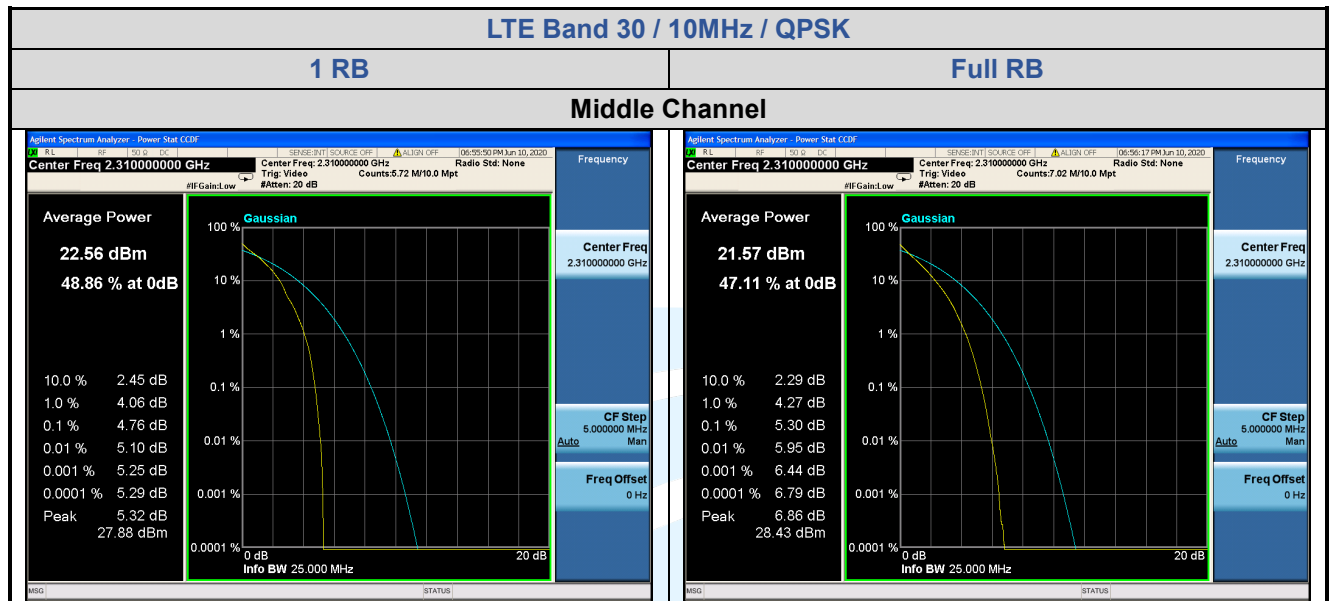 LTE Band 30 / 10MHz / QPSK
1 RB
Full RB
Middle Channel
Agilent Spectrum Analyzer - Power Stat CCDF
RL RF 50 Ω DC SENSE:INT SOURCE OFF ALIGN OFF 06:55:50 PM Jun 10, 2020
Center Freq 2.310000000 GHz
Center Freq: 2.310000000 GHz Radio Std: None
Trig: Video Counts:5.72 M/10.0 Mpt
#IFGain:Low #Atten: 20 dB
Frequency
Average Power
22.56 dBm
48.86 % at 0dB
10.0 % 2.45 dB
1.0 % 4.06 dB
0.1 % 4.76 dB
0.01 % 5.10 dB
0.001 % 5.25 dB
0.0001 % 5.29 dB
Peak 5.32 dB
27.88 dBm
Gaussian
100 %
10 %
1 %
0.1 %
0.01 %
0.001 %
0.0001 %
0 dB 20 dB
Info BW 25.000 MHz
Center Freq
2.310000000 GHz
CF Step
5.000000 MHz
Auto Man
Freq Offset
0 Hz
MSG STATUS
Agilent Spectrum Analyzer - Power Stat CCDF
RL RF 50 Ω DC SENSE:INT SOURCE OFF ALIGN OFF 06:56:17 PM Jun 10, 2020
Center Freq 2.310000000 GHz
Center Freq: 2.310000000 GHz Radio Std: None
Trig: Video Counts:7.02 M/10.0 Mpt
#IFGain:Low #Atten: 20 dB
Frequency
Average Power
21.57 dBm
47.11 % at 0dB
10.0 % 2.29 dB
1.0 % 4.27 dB
0.1 % 5.30 dB
0.01 % 5.95 dB
0.001 % 6.44 dB
0.0001 % 6.79 dB
Peak 6.86 dB
28.43 dBm
Gaussian
100 %
10 %
1 %
0.1 %
0.01 %
0.001 %
0.0001 %
0 dB 20 dB
Info BW 25.000 MHz
Center Freq
2.310000000 GHz
CF Step
5.000000 MHz
Auto Man
Freq Offset
0 Hz
MSG STATUS